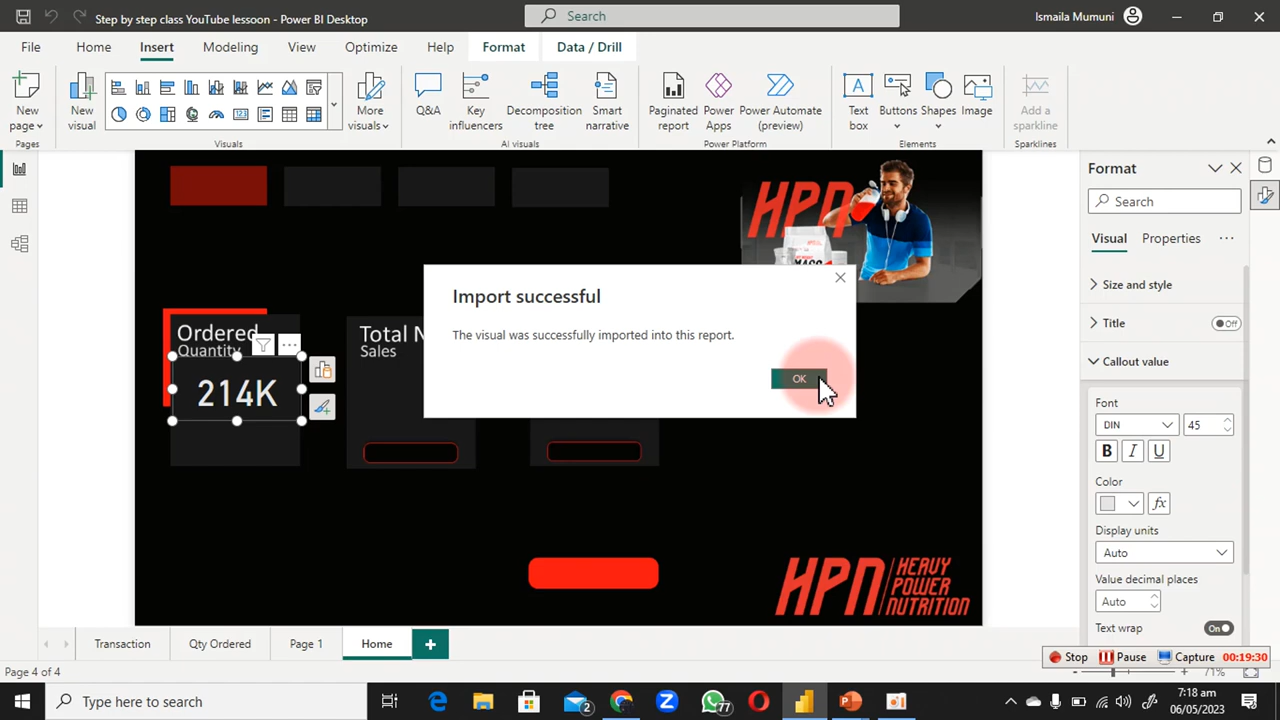 Step by step class YouTube lessoon - Power BI Desktop
Search
Ismaila Mumuni
File
Home
Insert
Modeling
View
Optimize
Help
Format
Data / Drill
New page
New visual
More visuals
Q&A
Key influencers
Decomposition tree
Smart narrative
Paginated report
Power Apps
Power Automate (preview)
Text box
Buttons
Shapes
Image
Add a sparkline
Pages
Visuals
AI visuals
Power Platform
Elements
Sparklines
HPN
MASS
Ordered
Quantity
214K
Total N
Sales
Import successful
The visual was successfully imported into this report.
OK
HPN
HEAVY
POWER
NUTRITION
Format
Search
Visual
Properties
Size and style
Title
Off
Callout value
Font
DIN
45
B
I
U
Color
fx
Display units
Auto
Value decimal places
Auto
Text wrap
On
Transaction
Qty Ordered
Page 1
Home
Page 4 of 4
Stop
Pause
Capture
00:19:30
71%
Type here to search
2
77
7:18 am
06/05/2023